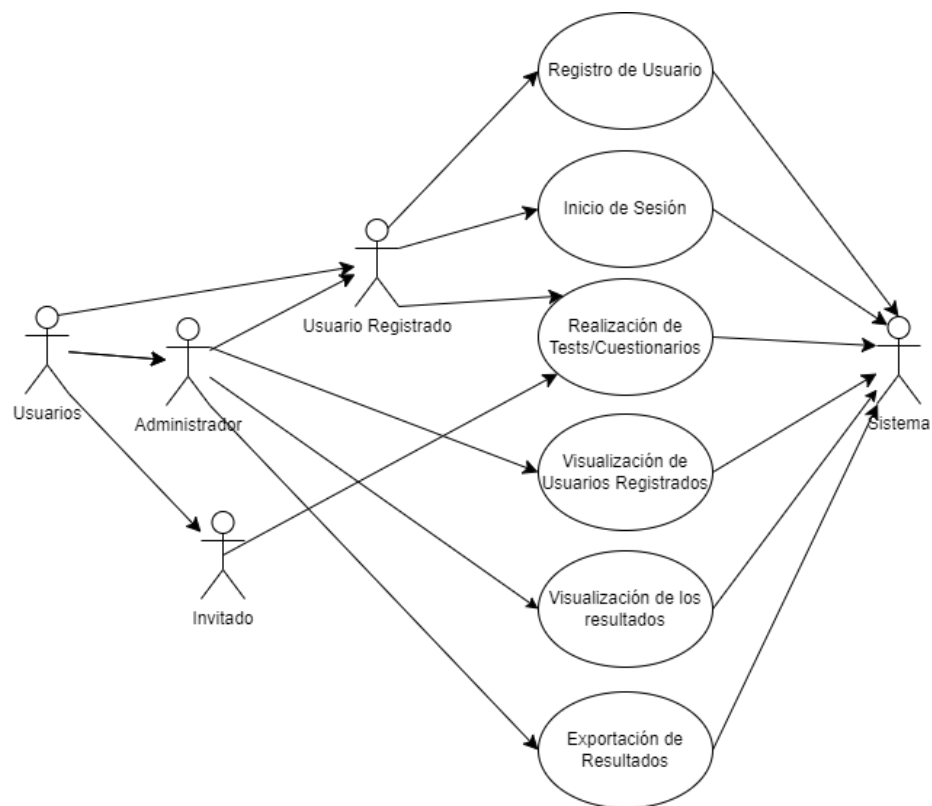 Registro de Usuario
Inicio de Sesión
Usuario Registrado
Realización de
Tests/Cuestionarios
Usuarios
Administrador
Sistema
Visualización de
Usuarios Registrados
Invitado
Visualización de los
resultados
Exportación de
Resultados